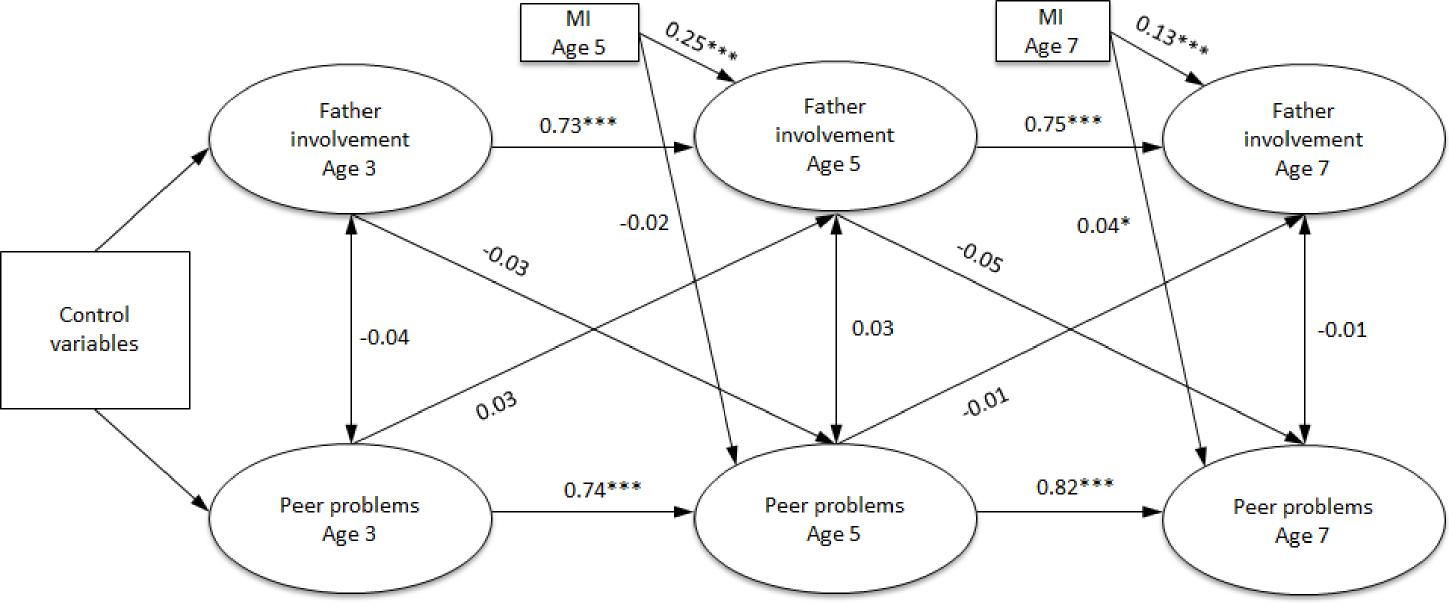 MI
Age 5
0.25***
MI
Age 7
0.13***
Father
involvement
Age 3
0.73***
Father
involvement
Age 5
0.75***
Father
involvement
Age 7
-0.02
0.04*
-0.03
-0.05
Control
variables
-0.04
0.03
-0.01
0.03
-0.01
Peer problems
Age 3
0.74***
Peer problems
Age 5
0.82***
Peer problems
Age 7